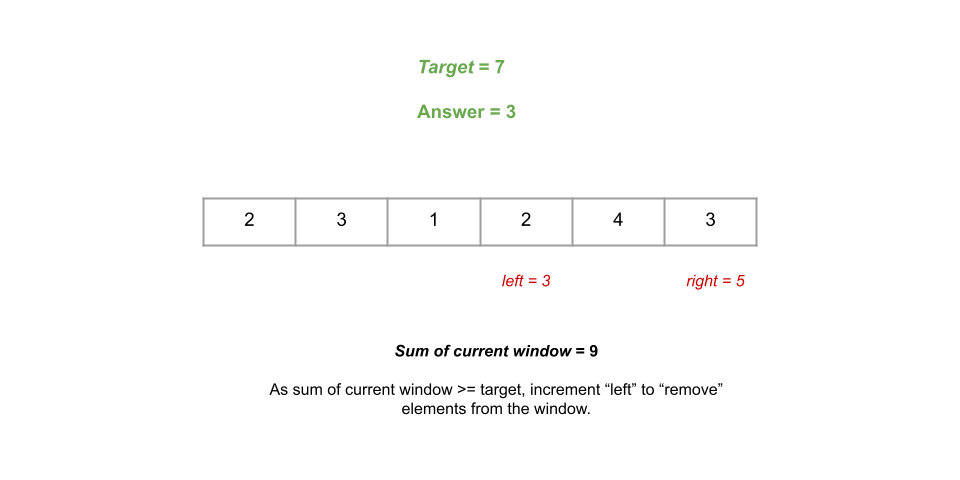 Target = 7
Answer = 3
2 3 1 2 4 3
left = 3 right = 5
Sum of current window = 9
As sum of current window >= target, increment “left” to “remove”
elements from the window.